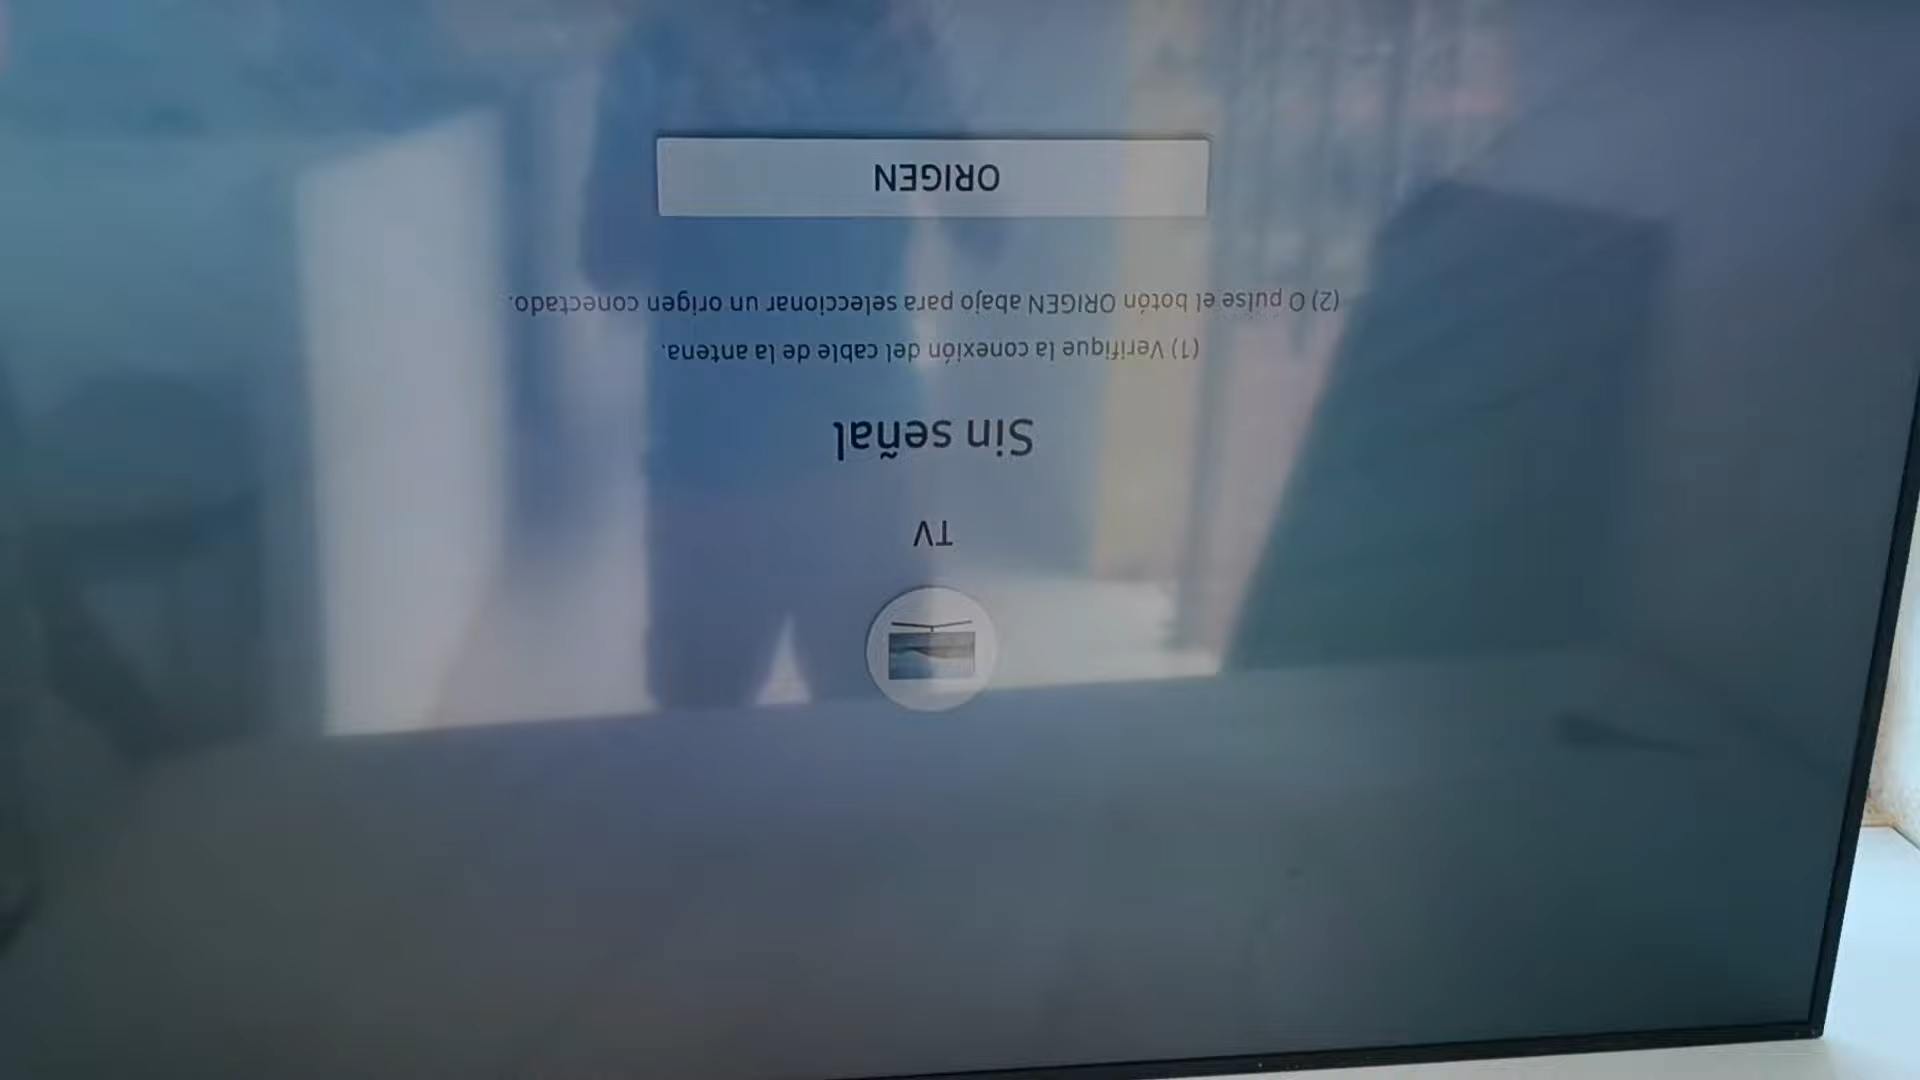 TV
Sin señal
(1) Verifique la conexión del cable de la antena.
(2) O pulse el botón ORIGEN abajo para seleccionar un origen conectado.
ORIGEN